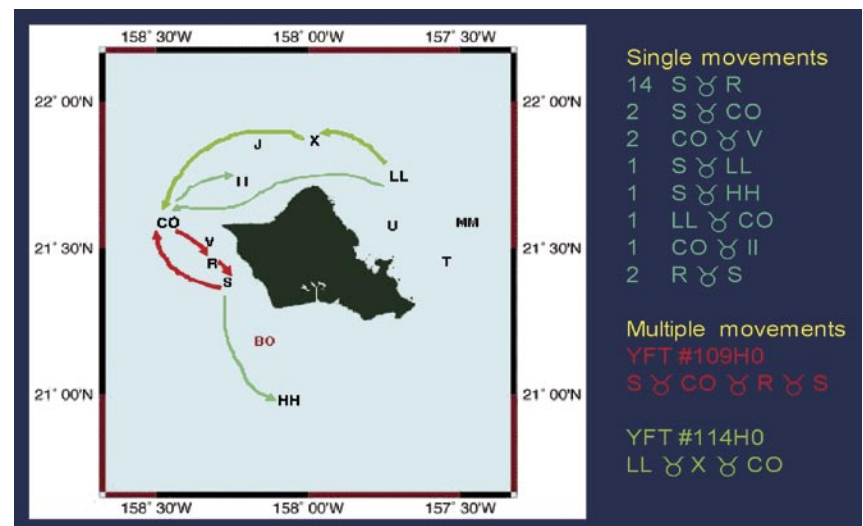 158° 30'W 158° 00'W 157° 30'W
22° 00'N 22° 00'N
J X
II LL
CO U MM
21° 30'N 21° 30'N
V
R T
S
BO
21° 00'N HH 21° 00'N
158° 30'W 158° 00'W 157° 30'W
Single movements
14 S ♉ R
2 S ♉ CO
2 CO ♉ V
1 S ♉ LL
1 S ♉ HH
1 LL ♉ CO
1 CO ♉ II
2 R ♉ S
Multiple movements
YFT #109H0
S ♉ CO ♉ R ♉ S
YFT #114H0
LL ♉ X ♉ CO